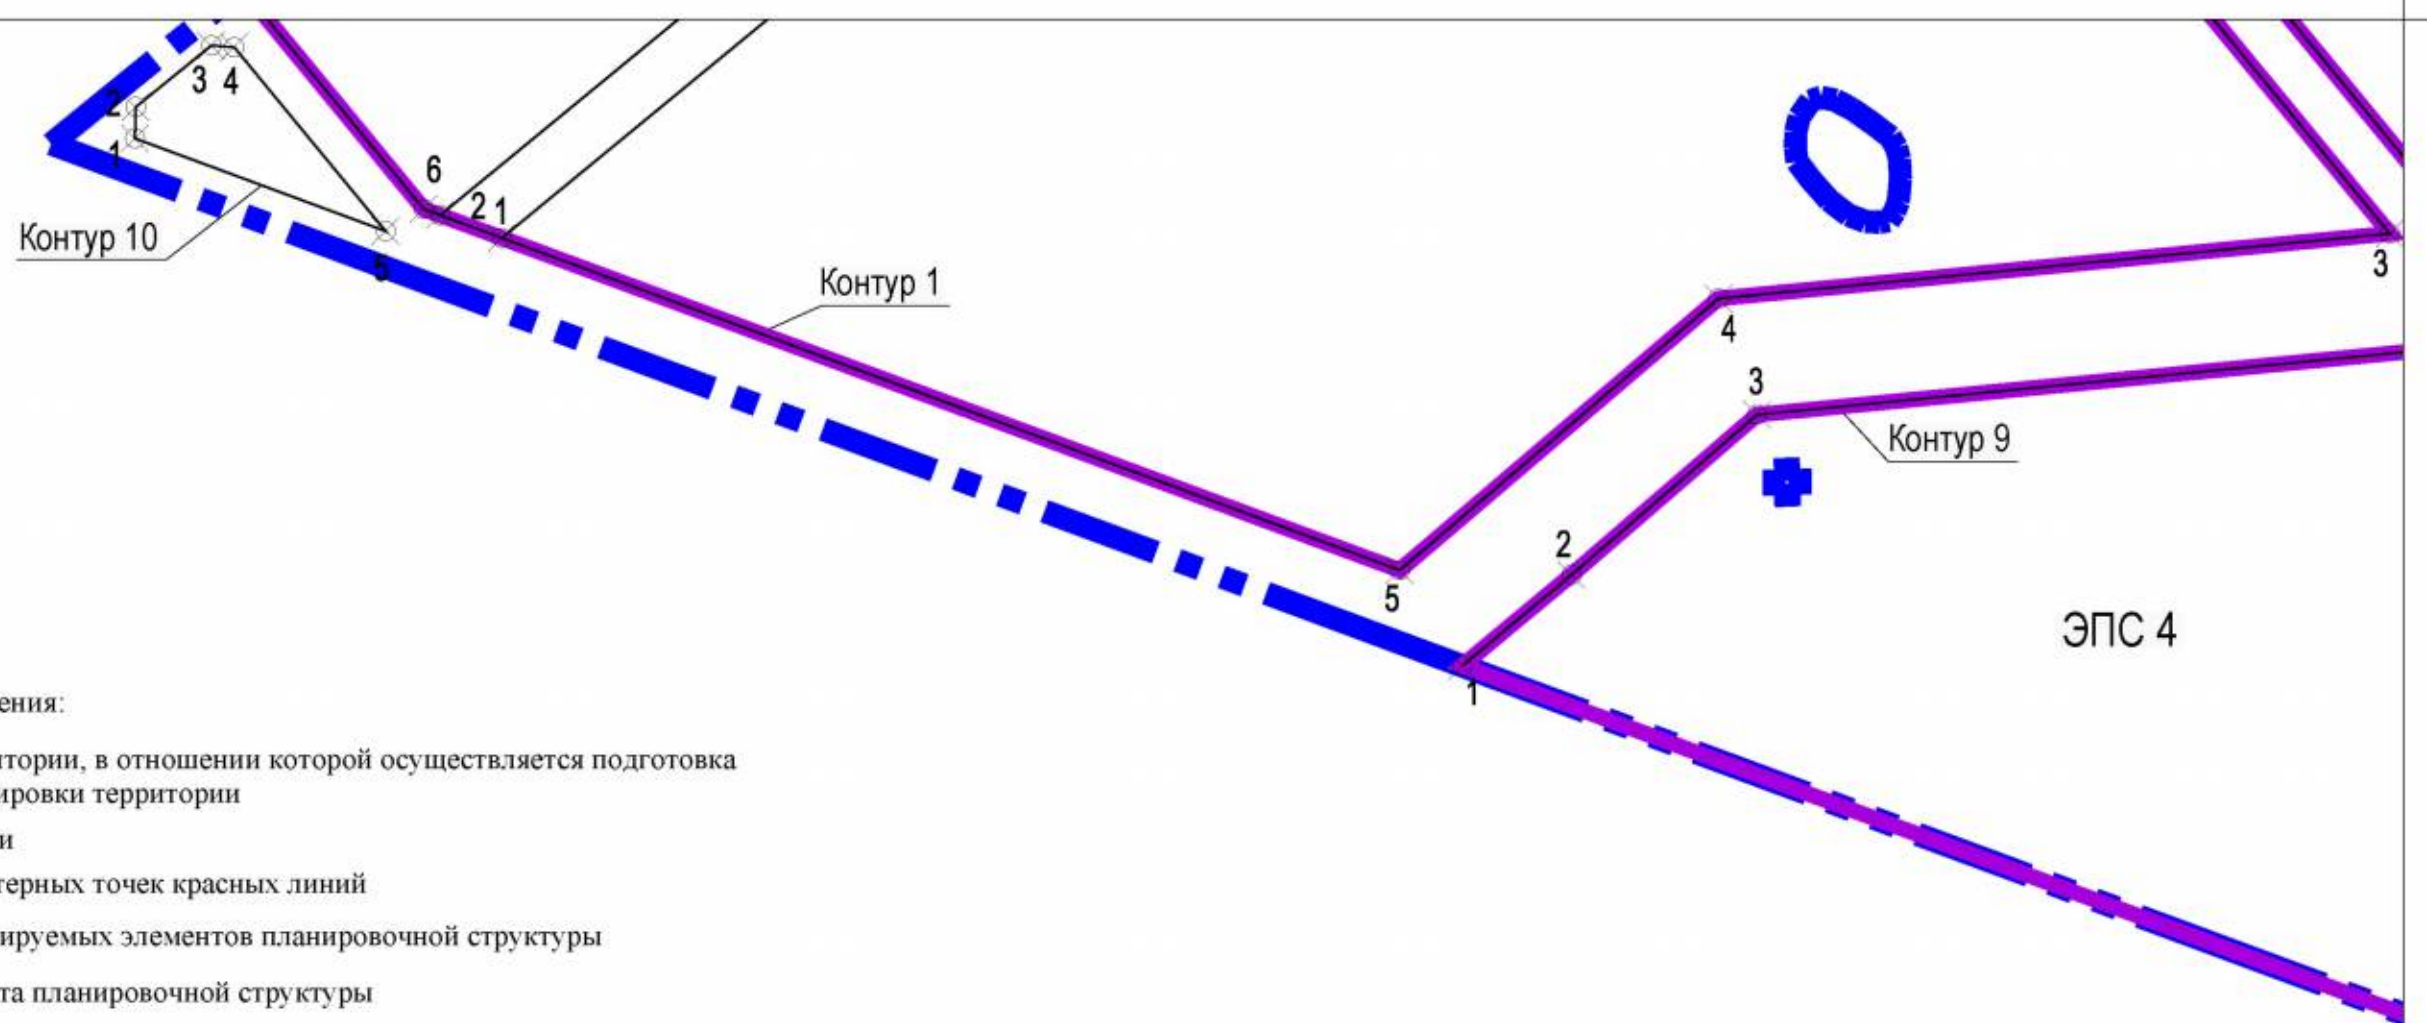 3 4
2
1
6
2 1
Контур 10
5
Контур 1
3
4
3
Контур 9
2
5
ЭПС 4
1
ения:
итории, в отношении которой осуществляется подготовка
ировки территории
и
терных точек красных линий
ируемых элементов планировочной структуры
та планировочной структуры